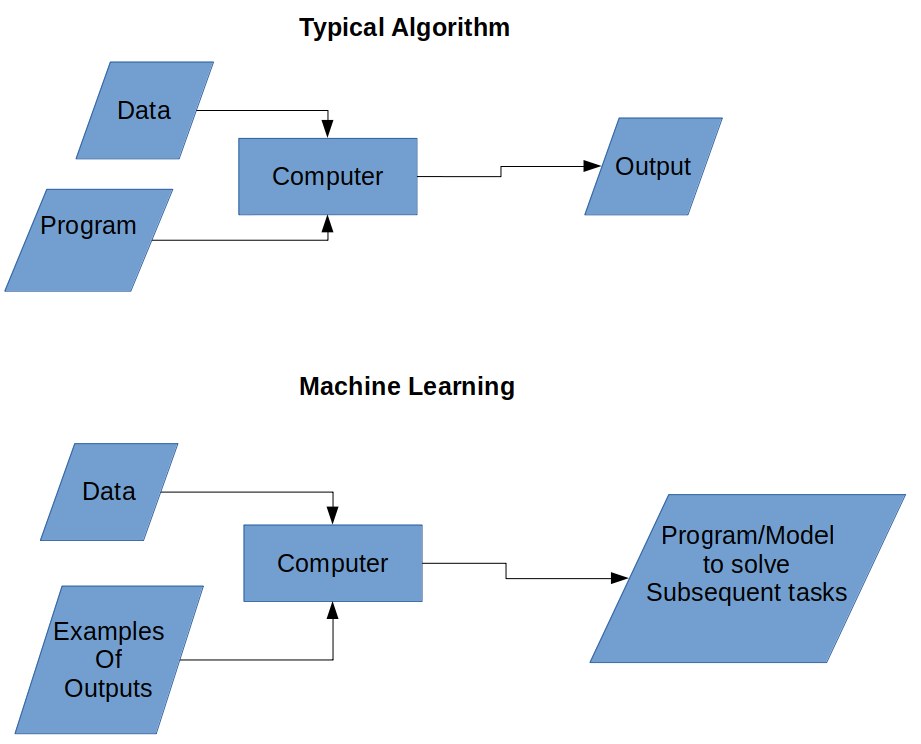 Typical Algorithm
Data
Computer
Output
Program
Machine Learning
Data
Computer
Program/Model
to solve
Subsequent tasks
Examples
Of
Outputs